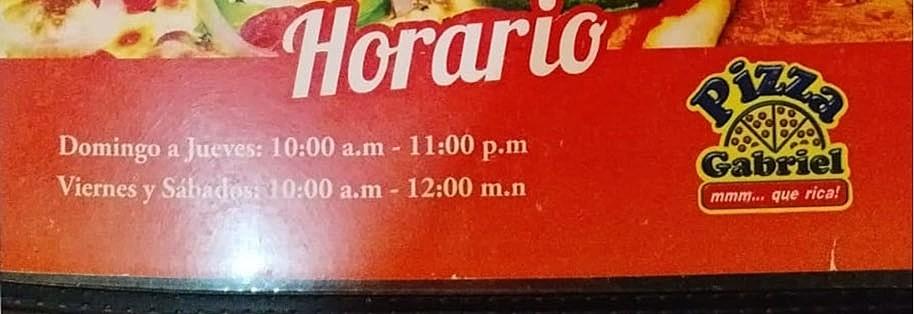 Horario
Domingo a Jueves: 10:00 a.m - 11:00 p.m
Viernes y Sábados: 10:00 a.m - 12:00 m.n
Pizza
Gabriel
mmm... que rica!